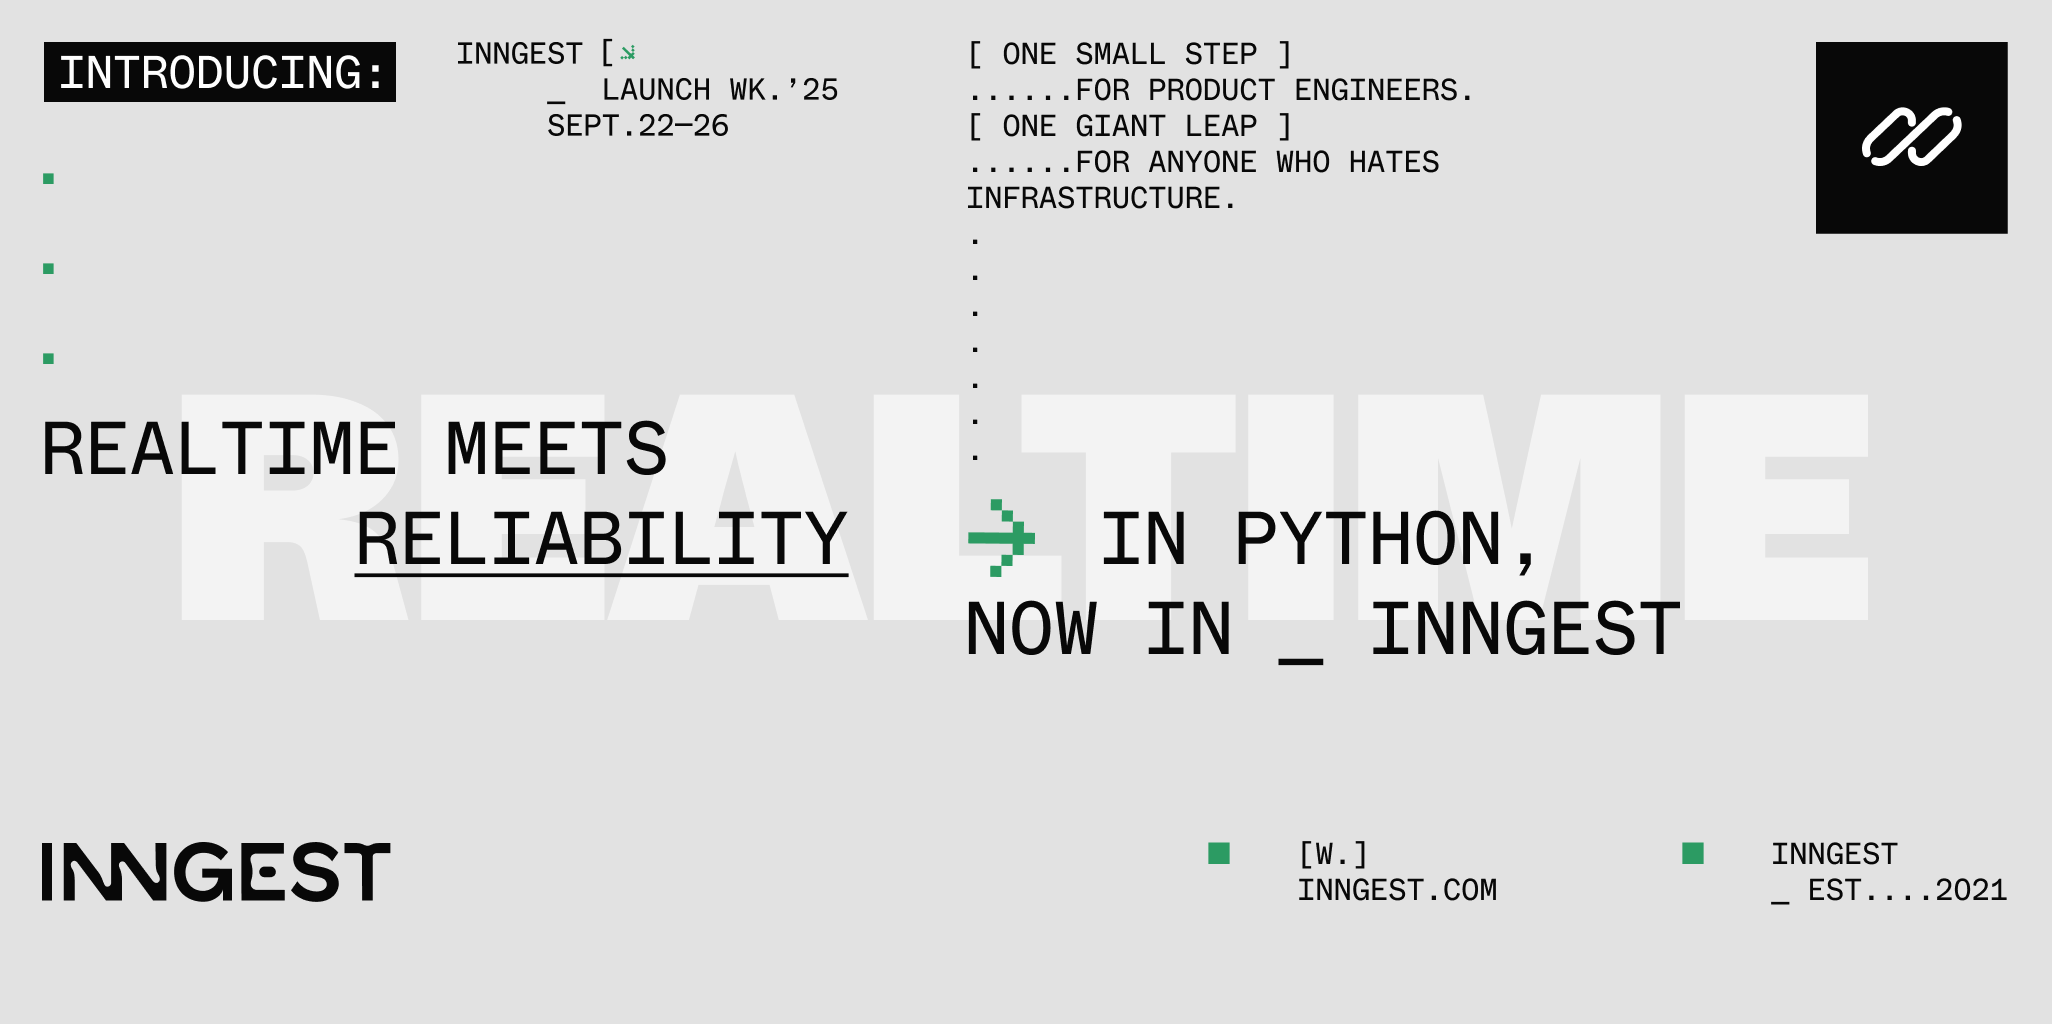 INTRODUCING:
INNGEST [
_ LAUNCH WK.’25
SEPT.22—26
[ ONE SMALL STEP ]
......FOR PRODUCT ENGINEERS.
[ ONE GIANT LEAP ]
......FOR ANYONE WHO HATES
INFRASTRUCTURE.
.
.
.
.
.
.
.
REALTIME
REALTIME MEETS
RELIABILITY
IN PYTHON,
NOW IN _ INNGEST
INNGEST
[W.]
INNGEST.COM
INNGEST
_ EST....2021